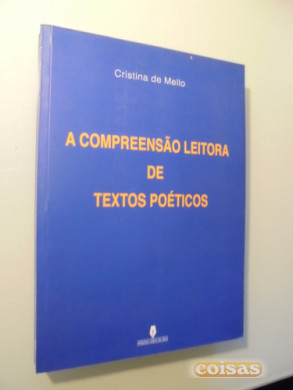 Cristina de Mello
A COMPREENSÃO LEITORA
DE
TEXTOS POÉTICOS
coisas